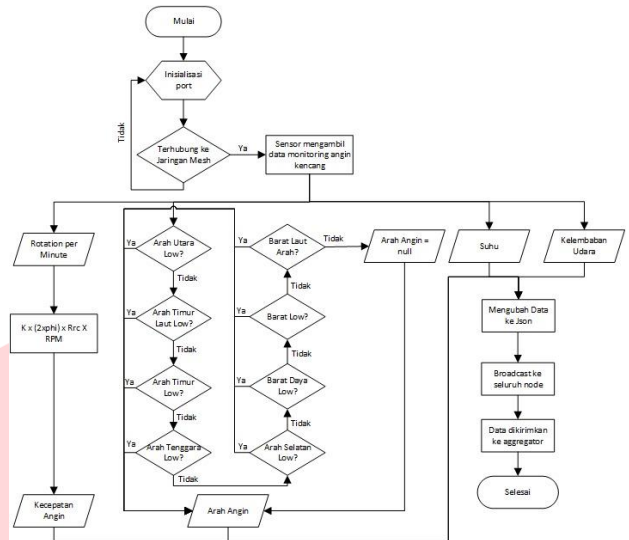 Mulai
Inisialisasi
port
Tidak
Terhubung ke
Jaringan Mesh
Ya
Sensor mengambil
data monitoring angin
kencang
Rotation per
Minute
K x (2xphi) x Rrc X
RPM
Kecepatan
Angin
Ya
Arah Utara
Low?
Tidak
Ya
Arah Timur
Laut Low?
Tidak
Ya
Arah Timur
Low?
Tidak
Ya
Arah Tenggara
Low?
Tidak
Ya
Arah Selatan
Low?
Tidak
Ya
Barat Daya
Low?
Tidak
Ya
Barat Low?
Tidak
Ya
Barat Laut
Arah?
Tidak
Arah Angin =
null
Arah Angin
Suhu
Kelembaban
Udara
Mengubah Data
ke Json
Broadcast ke
seluruh node
Data dikirimkan
ke aggregator
Selesai